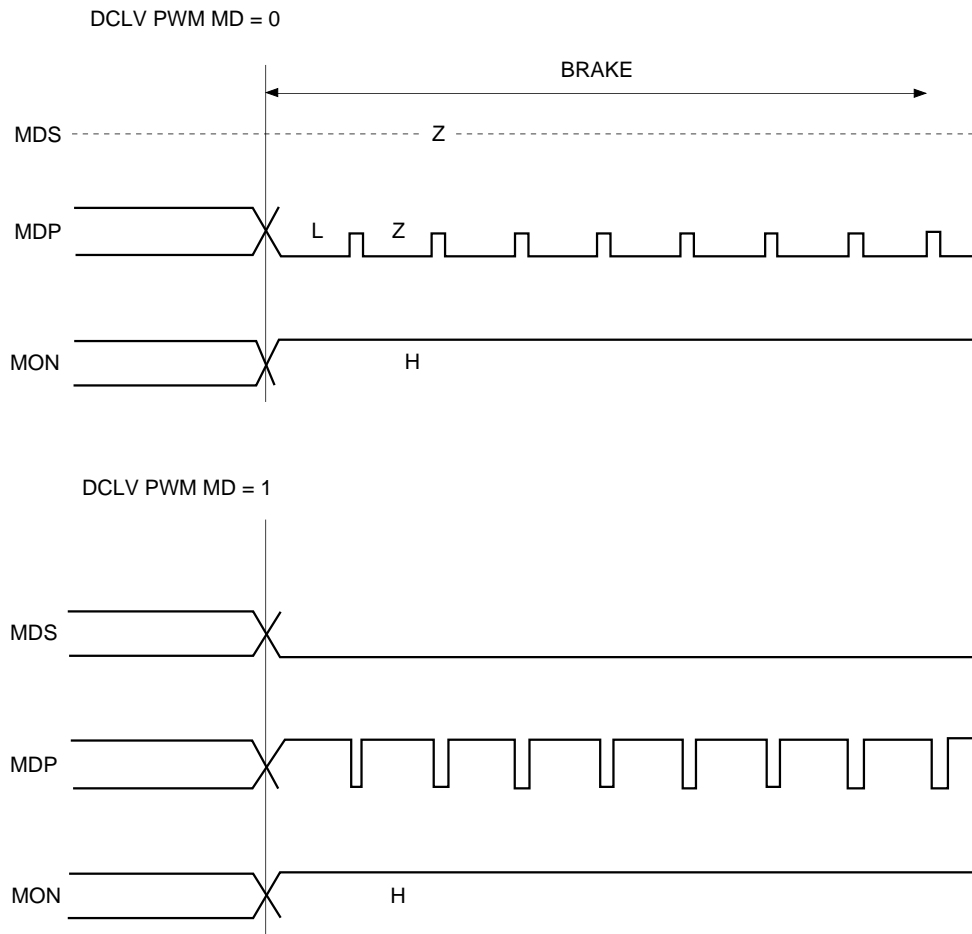 DCLV PWM MD = 0
BRAKE
MDS Z
MDP L Z
MON H
DCLV PWM MD = 1
MDS
MDP
MON H